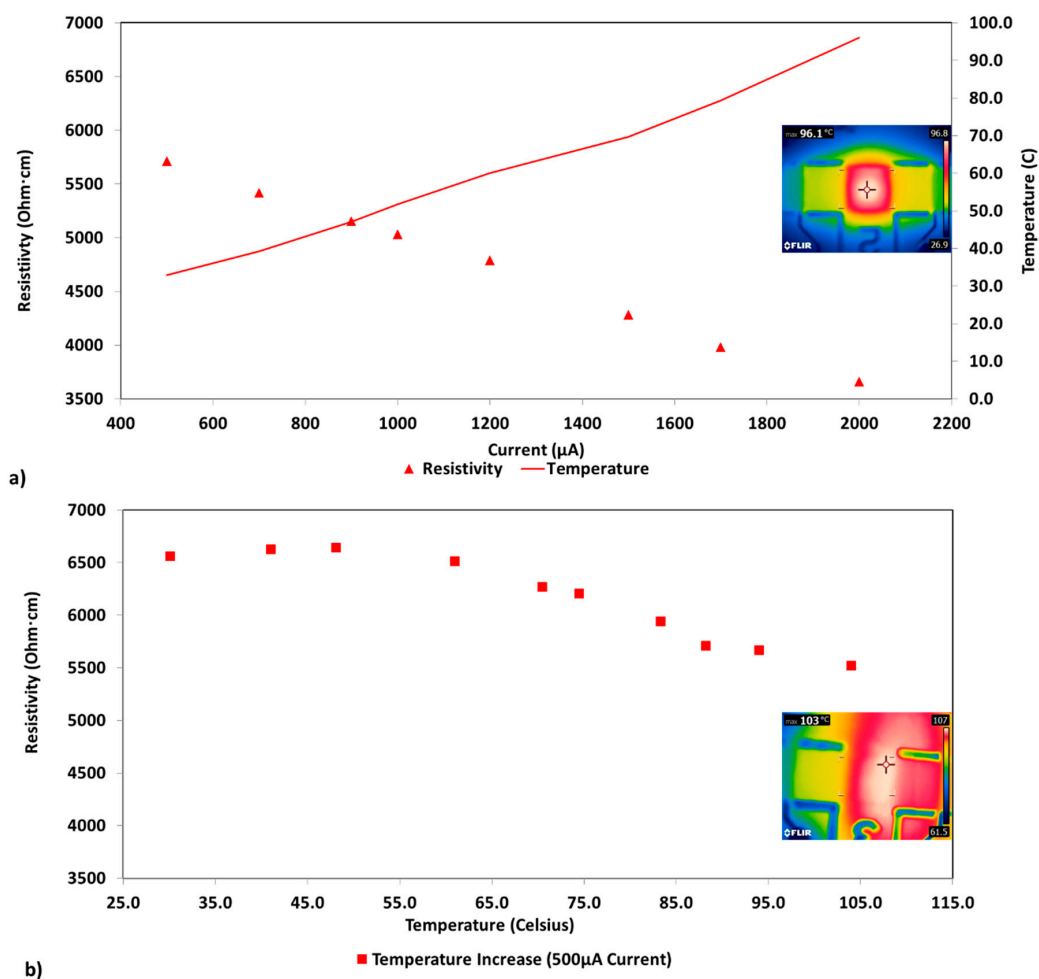 7000
6500
6000
5500
5000
4500
4000
3500
Resistiivty (Ohm·cm)
100.0
90.0
80.0
70.0
60.0
50.0
40.0
30.0
20.0
10.0
0.0
Temperature (C)
max 96.1 °C
96.8
26.9
FLIR
400 600 800 1000 1200 1400 1600 1800 2000 2200
Current (µA)
Resistivity Temperature
a)
7000
6500
6000
5500
5000
4500
4000
3500
Resistivity (Ohm·cm)
max 103 °C
107
61.5
FLIR
25.0 35.0 45.0 55.0 65.0 75.0 85.0 95.0 105.0 115.0
Temperature (Celsius)
Temperature Increase (500µA Current)
b)